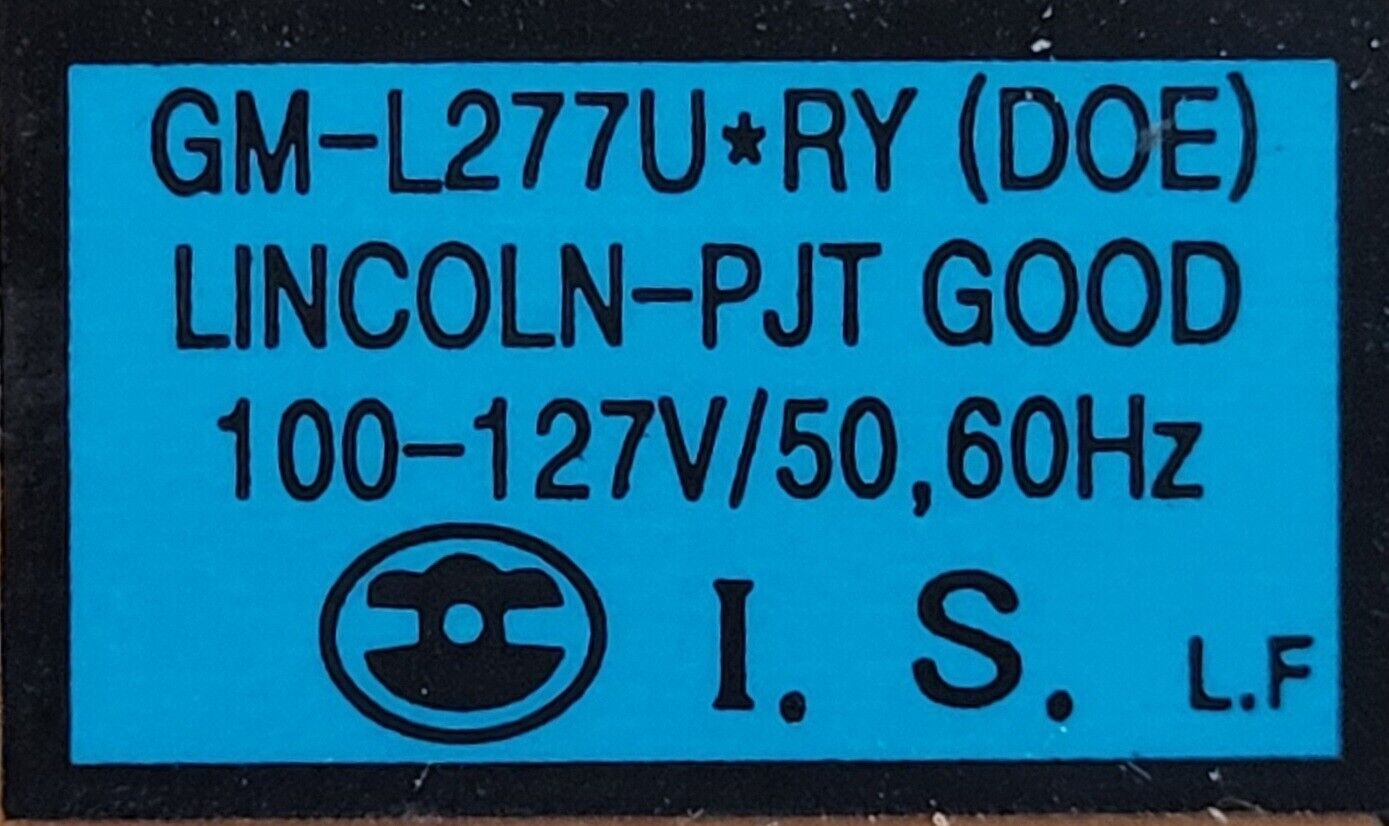 GM-L277U*RY (DOE)
LINCOLN-PJT GOOD
100-127V/50,60Hz
I. S. L.F